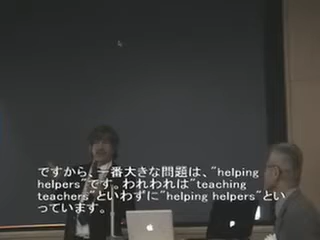 ですから、一番大きな問題は、"helping
helpers"です。われわれは"teaching
teachers"といわずに"helping helpers"とい
っています。